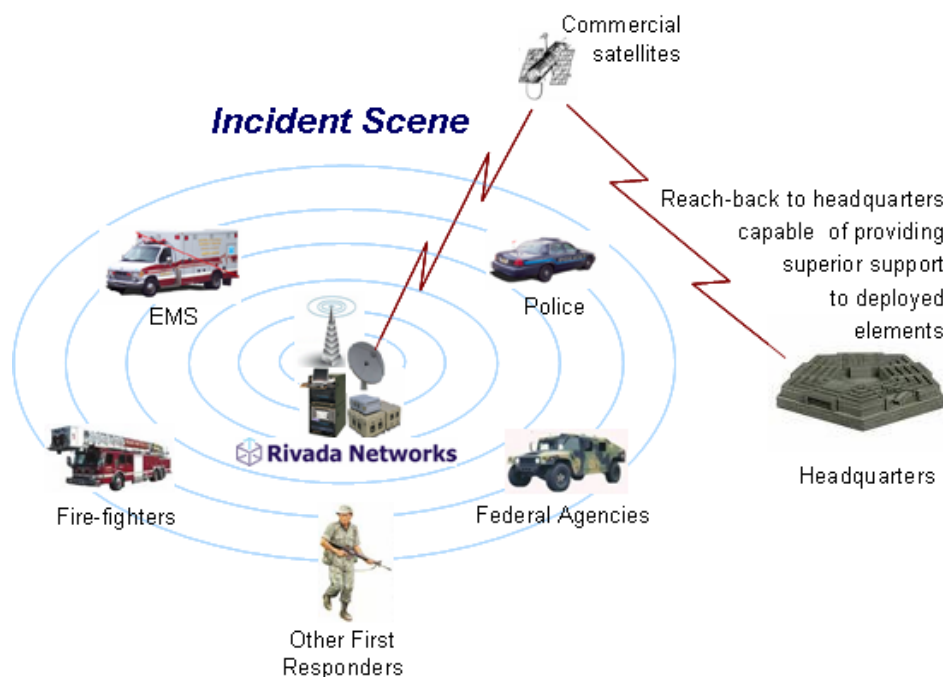 Commercial
satellites
Incident Scene
Reach-back to headquarters
capable of providing
superior support
to deployed
elements
EMS
Police
Rivada Networks
Headquarters
Fire-fighters
Federal Agencies
Other First
Responders